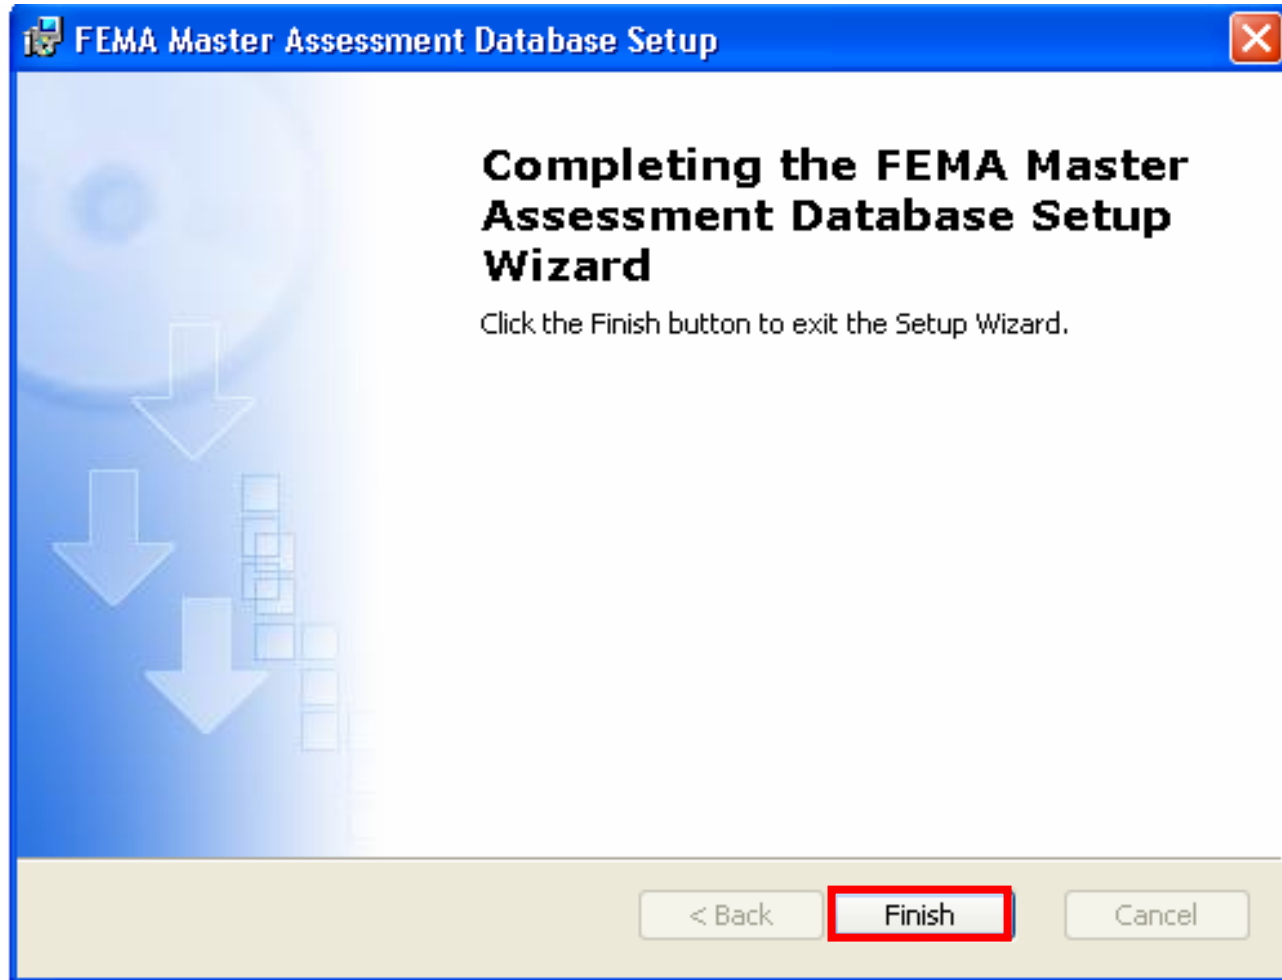 FEMA Master Assessment Database Setup
Completing the FEMA Master
Assessment Database Setup
Wizard
Click the Finish button to exit the Setup Wizard.
< Back Finish Cancel